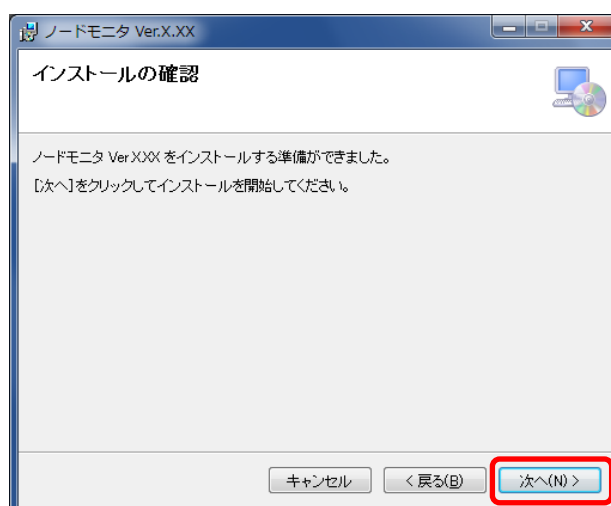 ノードモニタ Ver.X.XX
インストールの確認
ノードモニタ Ver.X.XX をインストールする準備ができました。
[次へ]をクリックしてインストールを開始してください。
キャンセル
< 戻る(B)
次へ(N) >